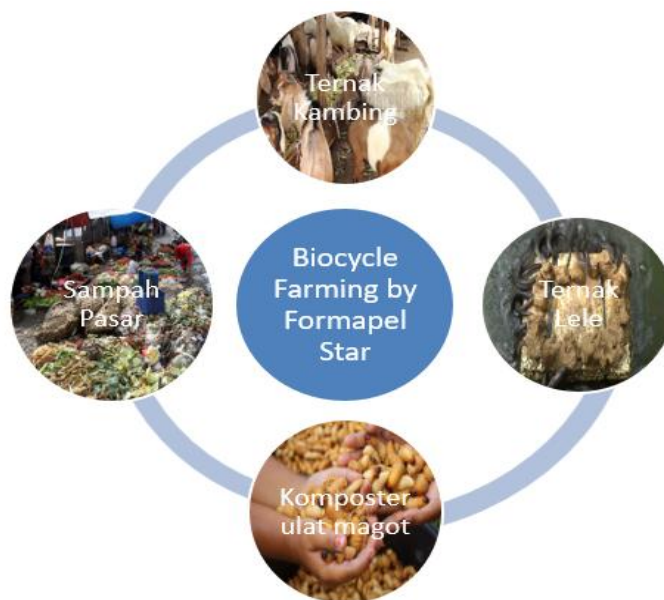 Ternak
Kambing
Biocycle
Farming by
Formapel
Star
Sampah
Pasar
Ternak
Lele
Komposter
ulat magot